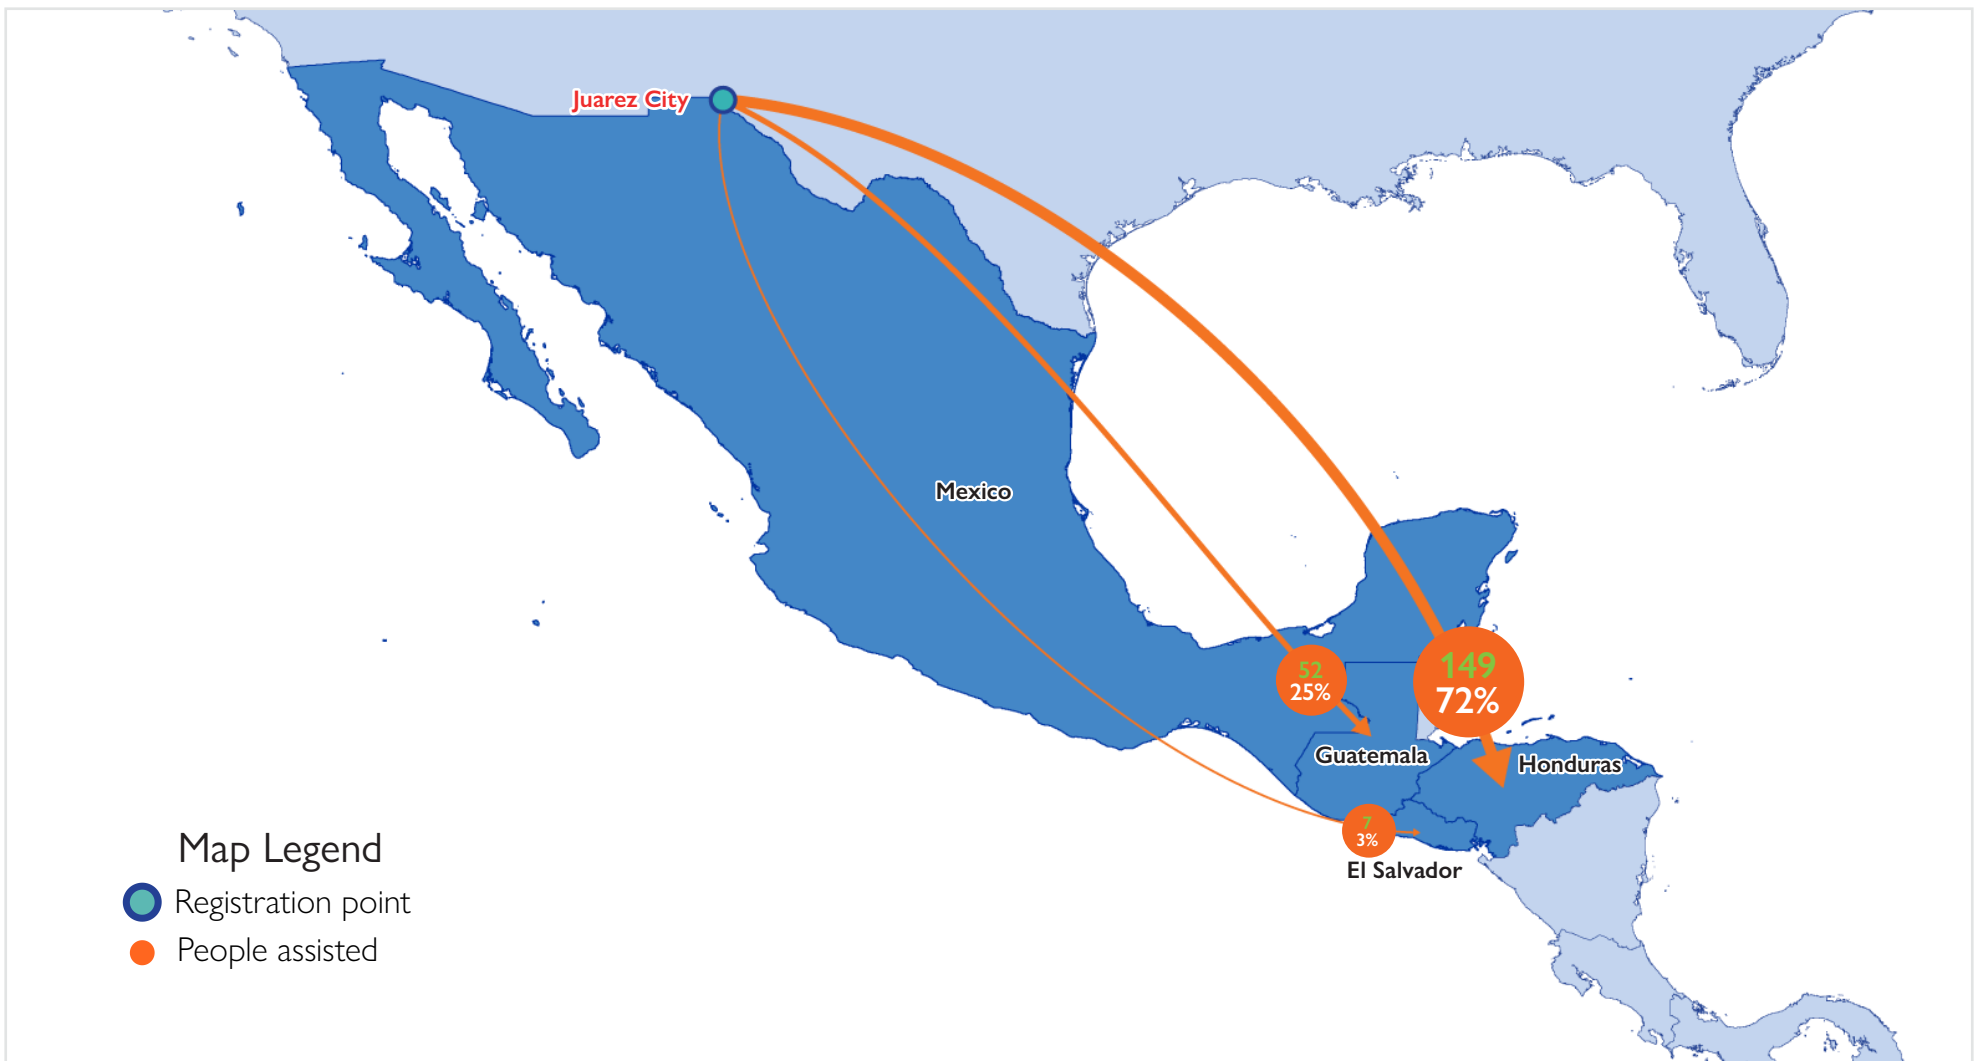 Juarez City
Mexico
52
25%
149
72%
Guatemala
Honduras
7
3%
El Salvador
Map Legend
Registration point
People assisted